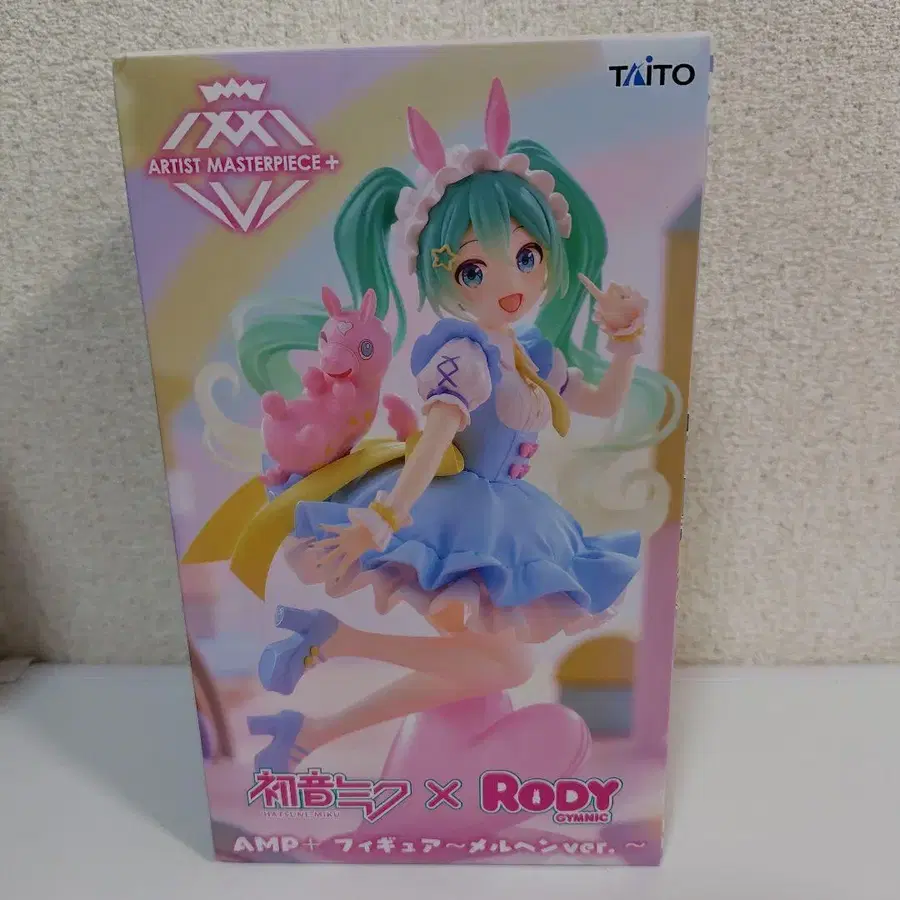 TAITO
ARTIST MASTERPIECE+
初音ミク × RODY
HATSUNE MIKU GYMNIC
AMP+ フィギュア～メルヘンver.～